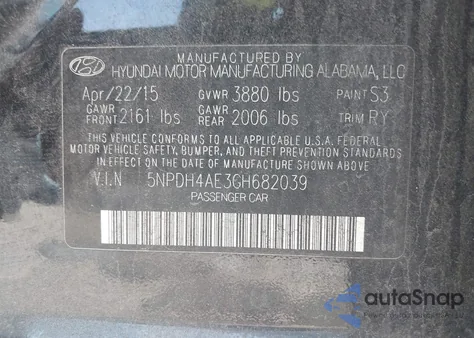 MANUFACTURED BY
HYUNDAI MOTOR MANUFACTURING ALABAMA, LLC
Apr/22/15 GVWR 3880 lbs PAINT S3
GAWR FRONT 2161 lbs GAWR REAR 2006 lbs TRIM RY
THIS VEHICLE CONFORMS TO ALL APPLICABLE U.S.A. FEDERAL
MOTOR VEHICLE SAFETY, BUMPER, AND THEFT PREVENTION STANDARDS
IN EFFECT ON THE DATE OF MANUFACTURE SHOWN ABOVE.
V.I.N 5NPDH4AE3GH682039
PASSENGER CAR
autoSnap